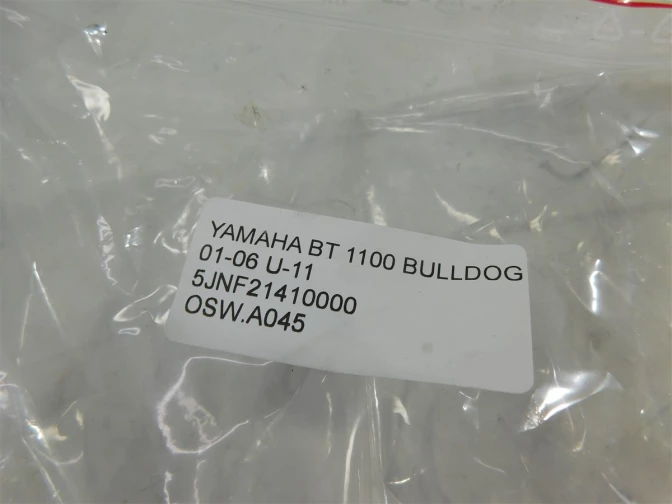 YAMAHA BT 1100 BULLDOG
01-06 U-11
5JNF21410000
OSW.A045